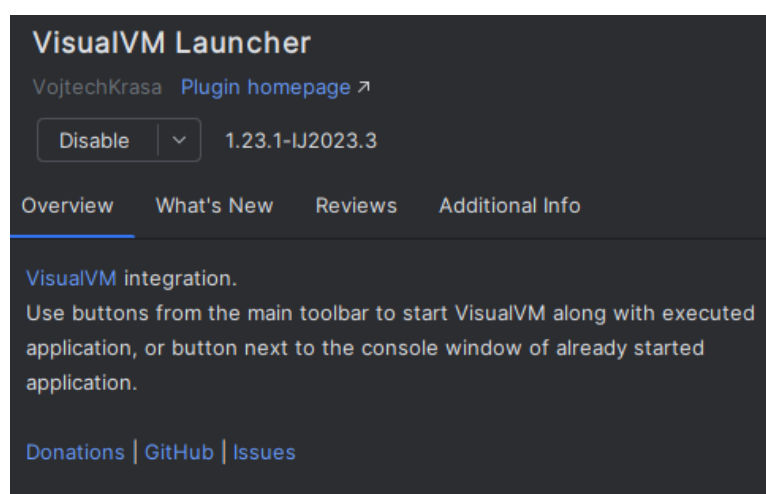 VisualVM Launcher
VojtechKrasa Plugin homepage ↗
Disable 1.23.1-IJ2023.3
Overview What's New Reviews Additional Info
VisualVM integration.
Use buttons from the main toolbar to start VisualVM along with executed
application, or button next to the console window of already started
application.
Donations | GitHub | Issues